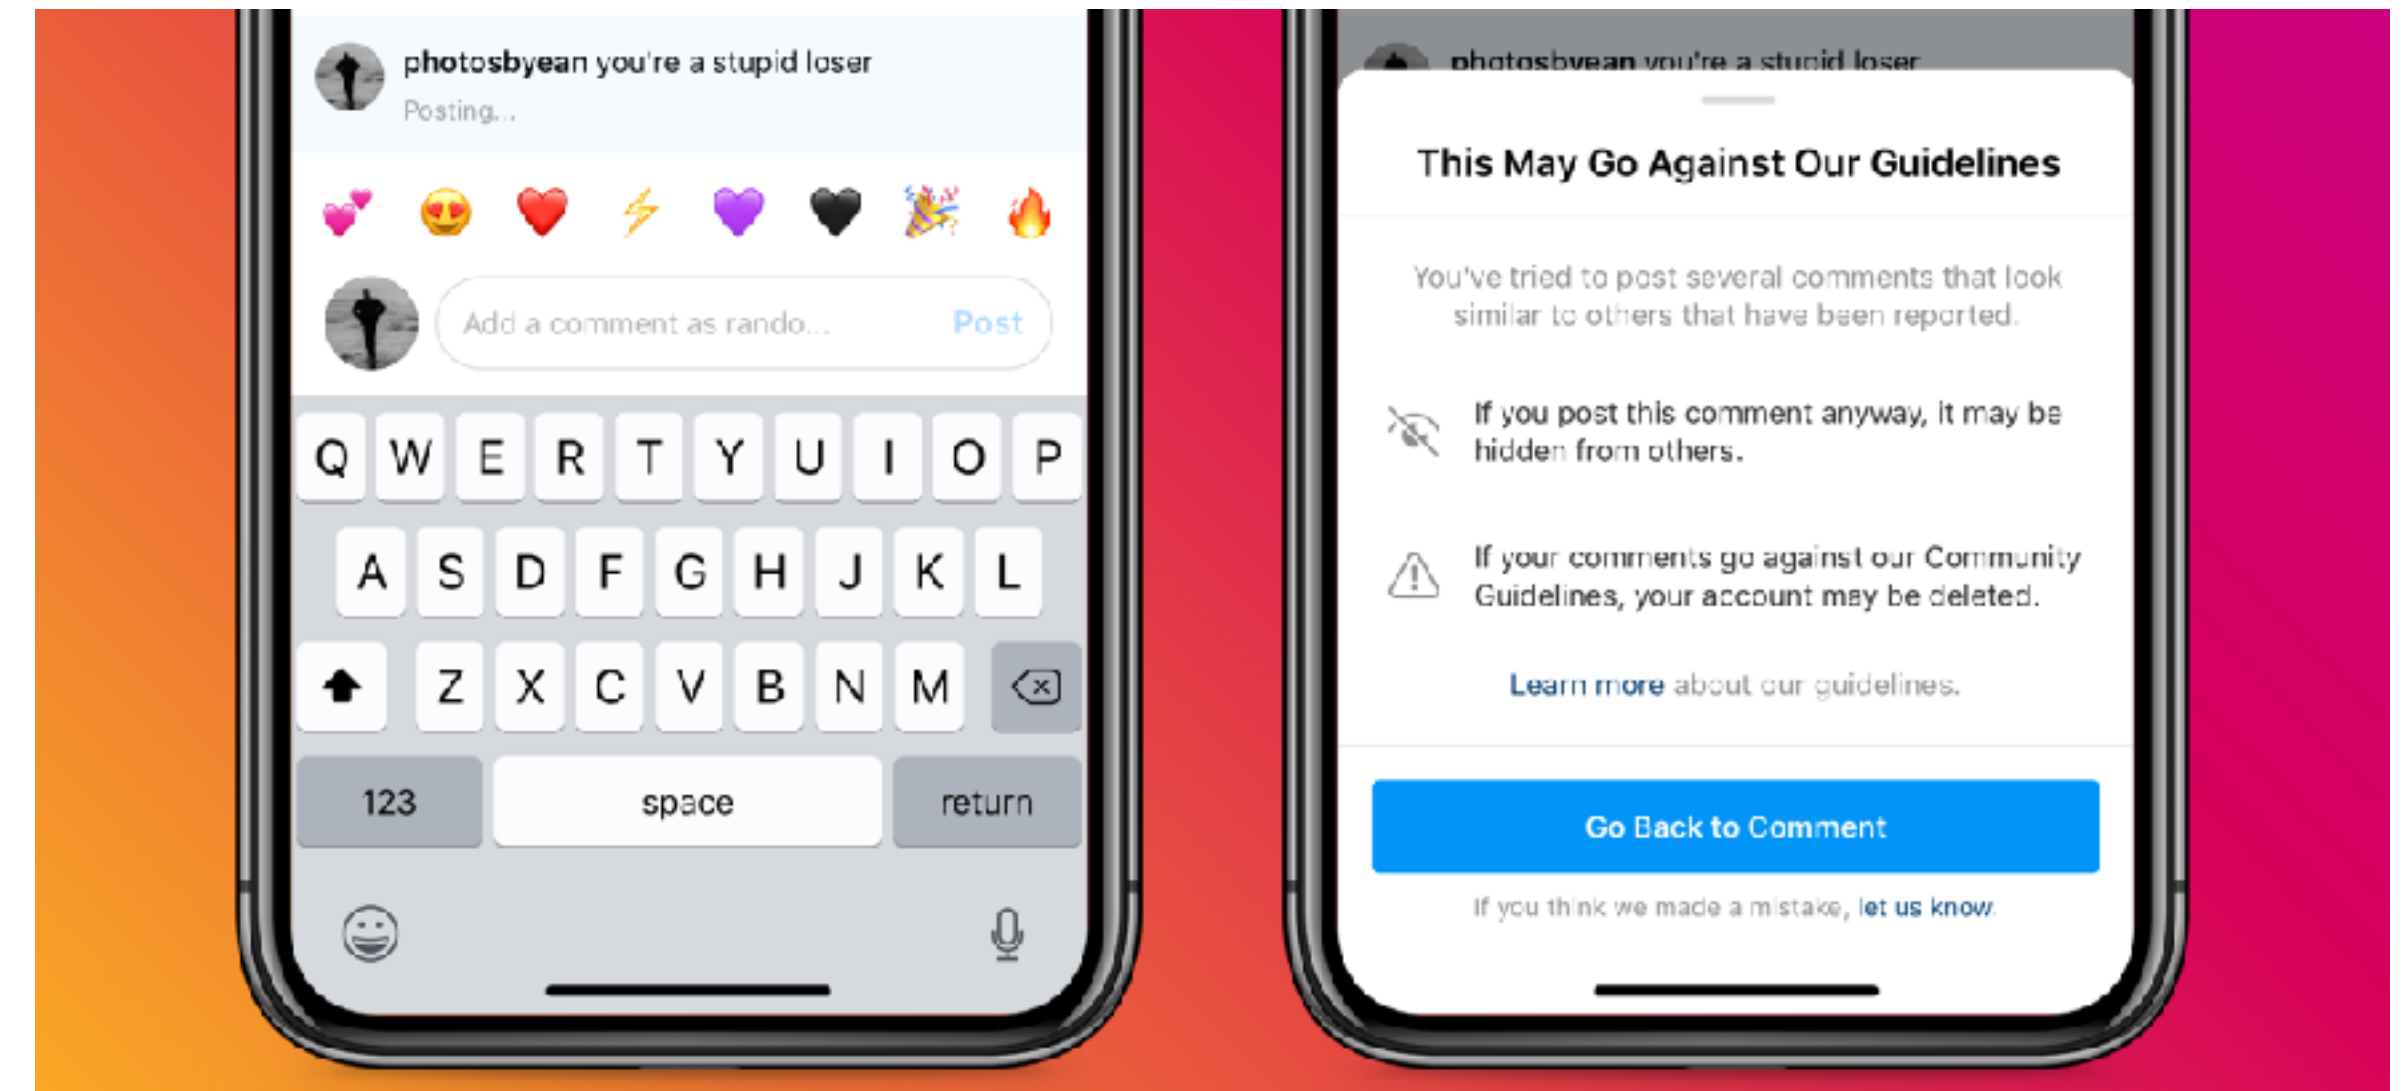 photosbyean you're a stupid loser
Posting...
Add a comment as rando...
Post
Q W E R T Y U I O P
A S D F G H J K L
Z X C V B N M
123 space return
photosbyean you're a stupid loser
This May Go Against Our Guidelines
You've tried to post several comments that look
similar to others that have been reported.
If you post this comment anyway, it may be
hidden from others.
If your comments go against our Community
Guidelines, your account may be deleted.
Learn more about our guidelines.
Go Back to Comment
If you think we made a mistake, let us know.